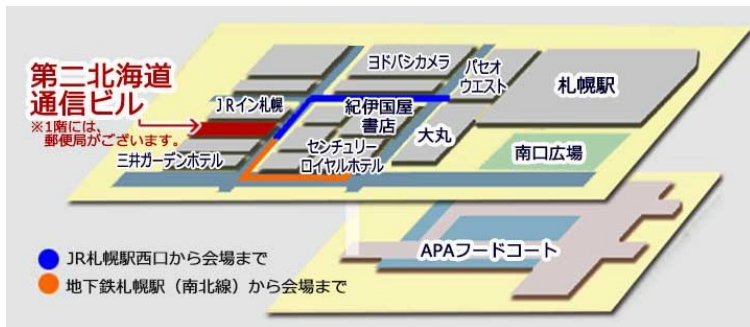 ヨドバシカメラ
パセオ
ウエスト
札幌駅
第二北海道
通信ビル
※1階には、
郵便局がございます。
JRイン札幌
紀伊国屋
書店
大丸
センチュリー
ロイヤルホテル
三井ガーデンホテル
南口広場
APAフードコート
JR札幌駅西口から会場まで
地下鉄札幌駅（南北線）から会場まで